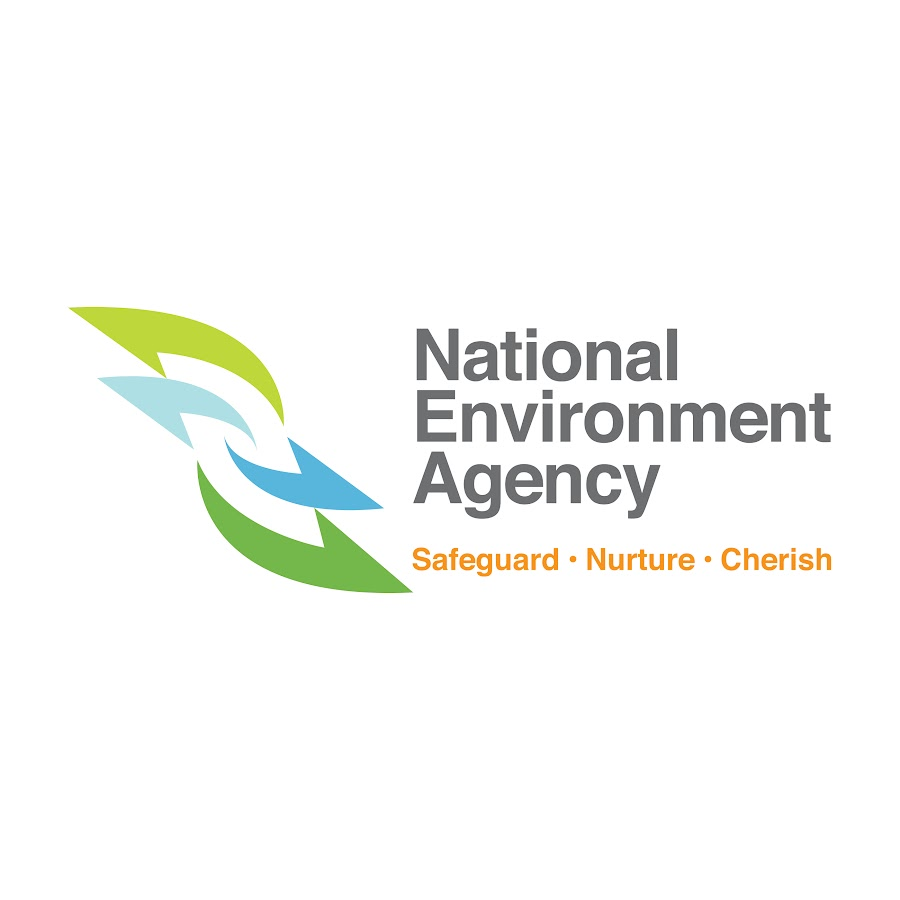 National
Environment
Agency
Safeguard • Nurture • Cherish